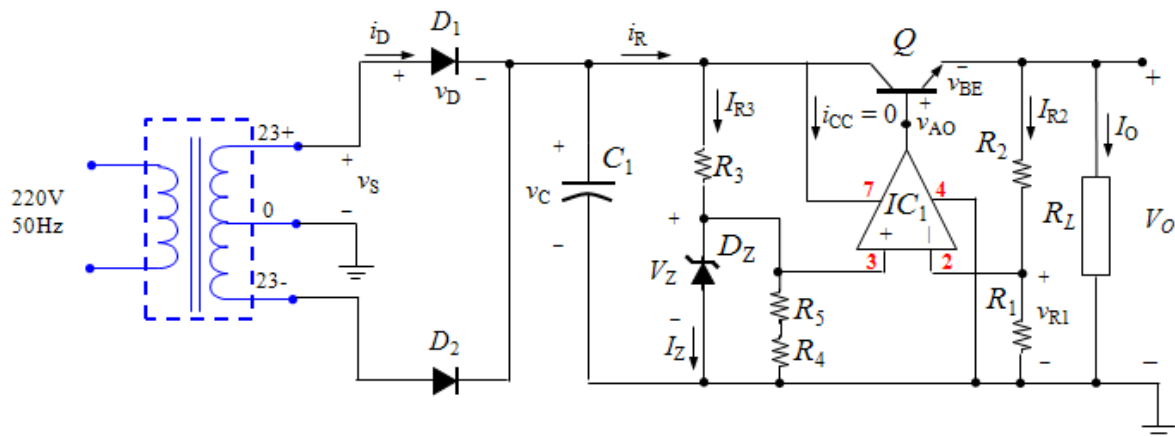 220V
50Hz
23+
0
23-
+
v_S
−
i_D
D_1
+
v_D
−
D_2
+
v_C
−
C_1
i_R
I_R3
R_3
+
V_Z
−
D_Z
I_Z
R_5
R_4
i_CC = 0
Q
−
v_BE
+
v_AO
7
4
IC_1
+
−
3
2
I_R2
R_2
R_1
+
v_R1
−
I_O
R_L
+
V_O
−